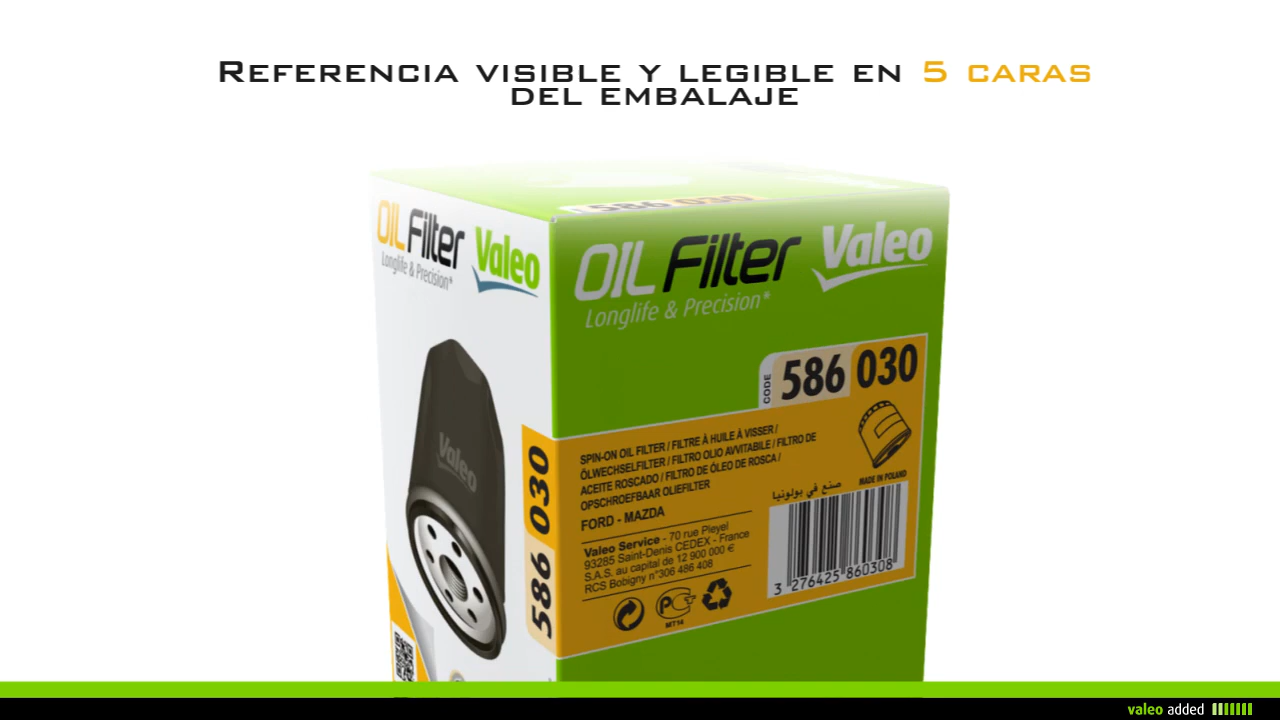 REFERENCIA VISIBLE Y LEGIBLE EN 5 CARAS
DEL EMBALAJE
586 030
OIL Filter Valeo
Longlife & Precision*
Valeo
586 030
OIL Filter Valeo
Longlife & Precision*
CODE 586 030
SPIN-ON OIL FILTER / FILTRE À HUILE À VISSER /
ÖLWECHSELFILTER / FILTRO OLIO AVVITABILE / FILTRO DE
ACEITE ROSCADO / FILTRO DE ÓLEO DE ROSCA /
OPSCHROEFBAAR OLIEFILTER
FORD - MAZDA
Valeo Service - 70 rue Pleyel
93285 Saint-Denis CEDEX - France
S.A.S. au capital de 12 900 000 €
RCS Bobigny n°306 486 408
MT14
MADE IN POLAND
صنع في بولونيا
3 276425 860308
valeo added